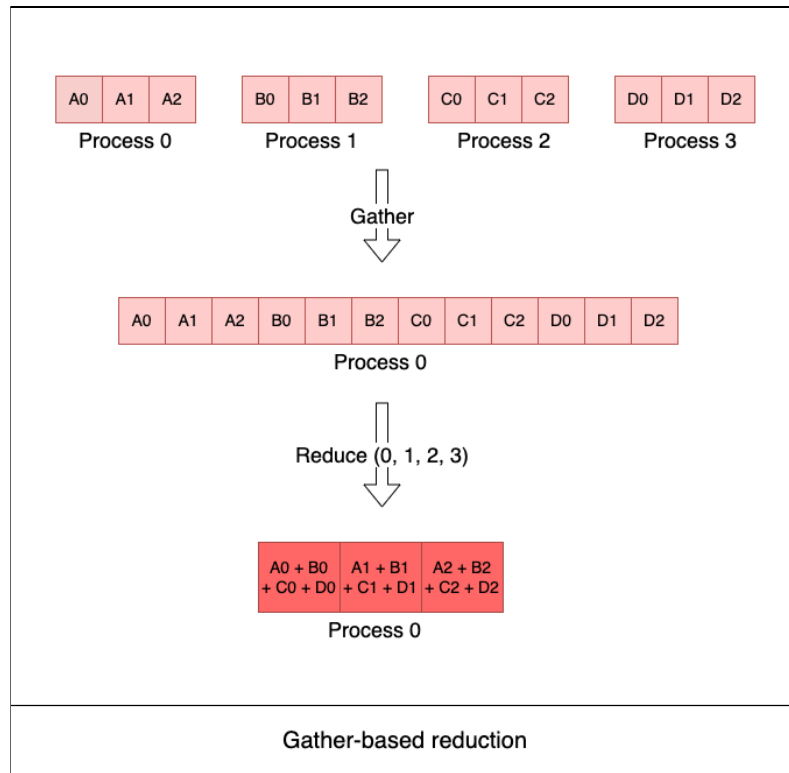 A0 A1 A2 B0 B1 B2 C0 C1 C2 D0 D1 D2
Process 0 Process 1 Process 2 Process 3
Gather
A0 A1 A2 B0 B1 B2 C0 C1 C2 D0 D1 D2
Process 0
Reduce (0, 1, 2, 3)
A0 + B0 A1 + B1 A2 + B2
+ C0 + D0 + C1 + D1 + C2 + D2
Process 0
Gather-based reduction